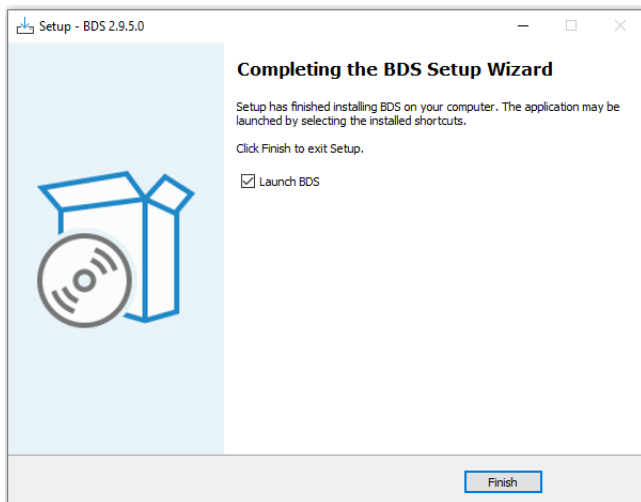 Setup - BDS 2.9.5.0
Completing the BDS Setup Wizard
Setup has finished installing BDS on your computer. The application may be
launched by selecting the installed shortcuts.
Click Finish to exit Setup.
Launch BDS
Finish